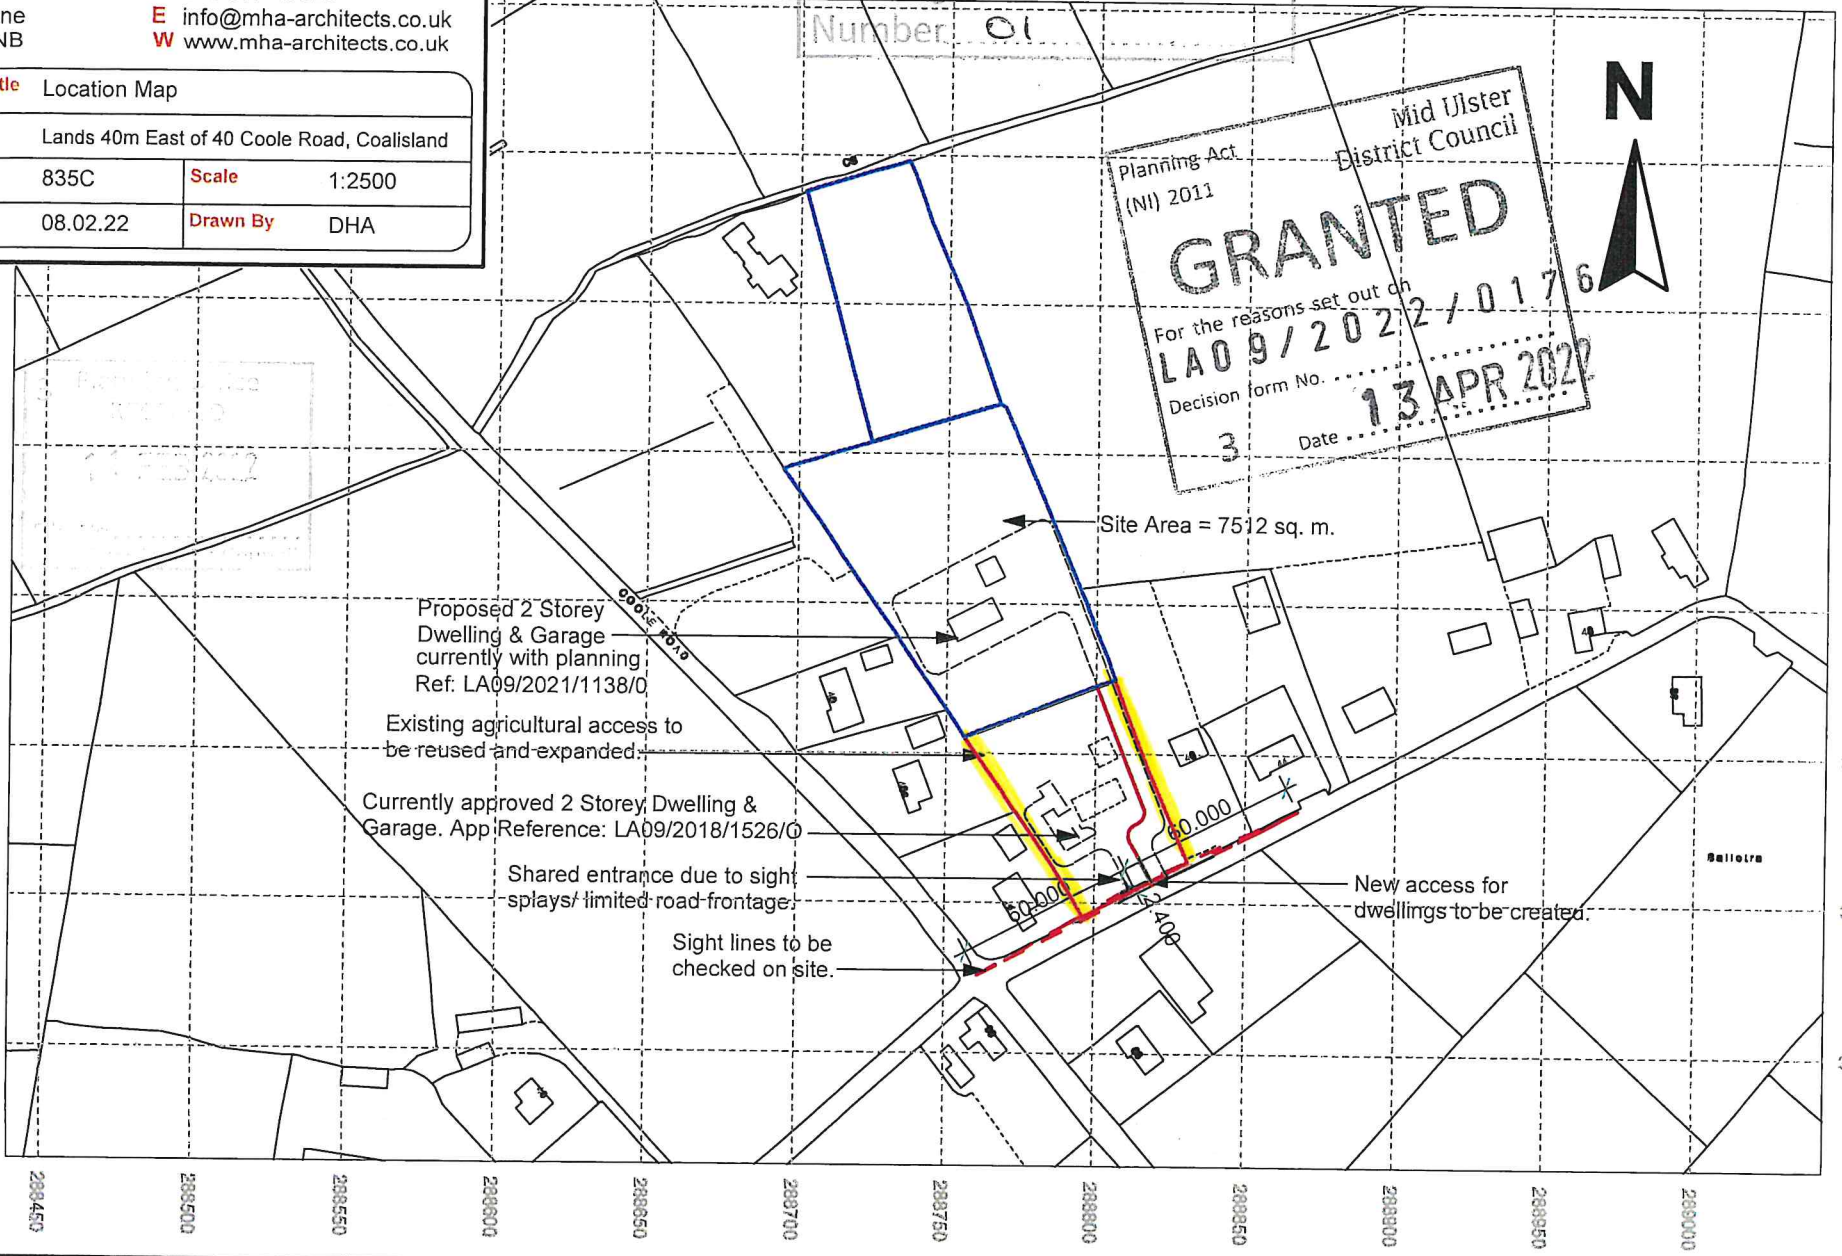 ne
E info@mha-architects.co.uk
NB
W www.mha-architects.co.uk
tle Location Map
Lands 40m East of 40 Coole Road, Coalisland
835C Scale 1:2500
08.02.22 Drawn By DHA
Number 01
N
Mid Ulster
District Council
Planning Act
(NI) 2011
GRANTED
For the reasons set out on
LA09/2022/0176
Decision form No.
13 APR 2022
3 Date
Site Area = 7512 sq. m.
COOLE ROAD
Proposed 2 Storey
Dwelling & Garage
currently with planning
Ref: LA09/2021/1138/0
Existing agricultural access to
be reused and expanded.
Currently approved 2 Storey Dwelling &
Garage. App Reference: LA09/2018/1526/O
Shared entrance due to sight
splays/ limited road frontage.
Sight lines to be
checked on site.
60.000
60.000
2.400
New access for
dwellings to be created.
40
288450
288500
288550
288600
288650
288700
288750
288800
288850
288900
288950
289000